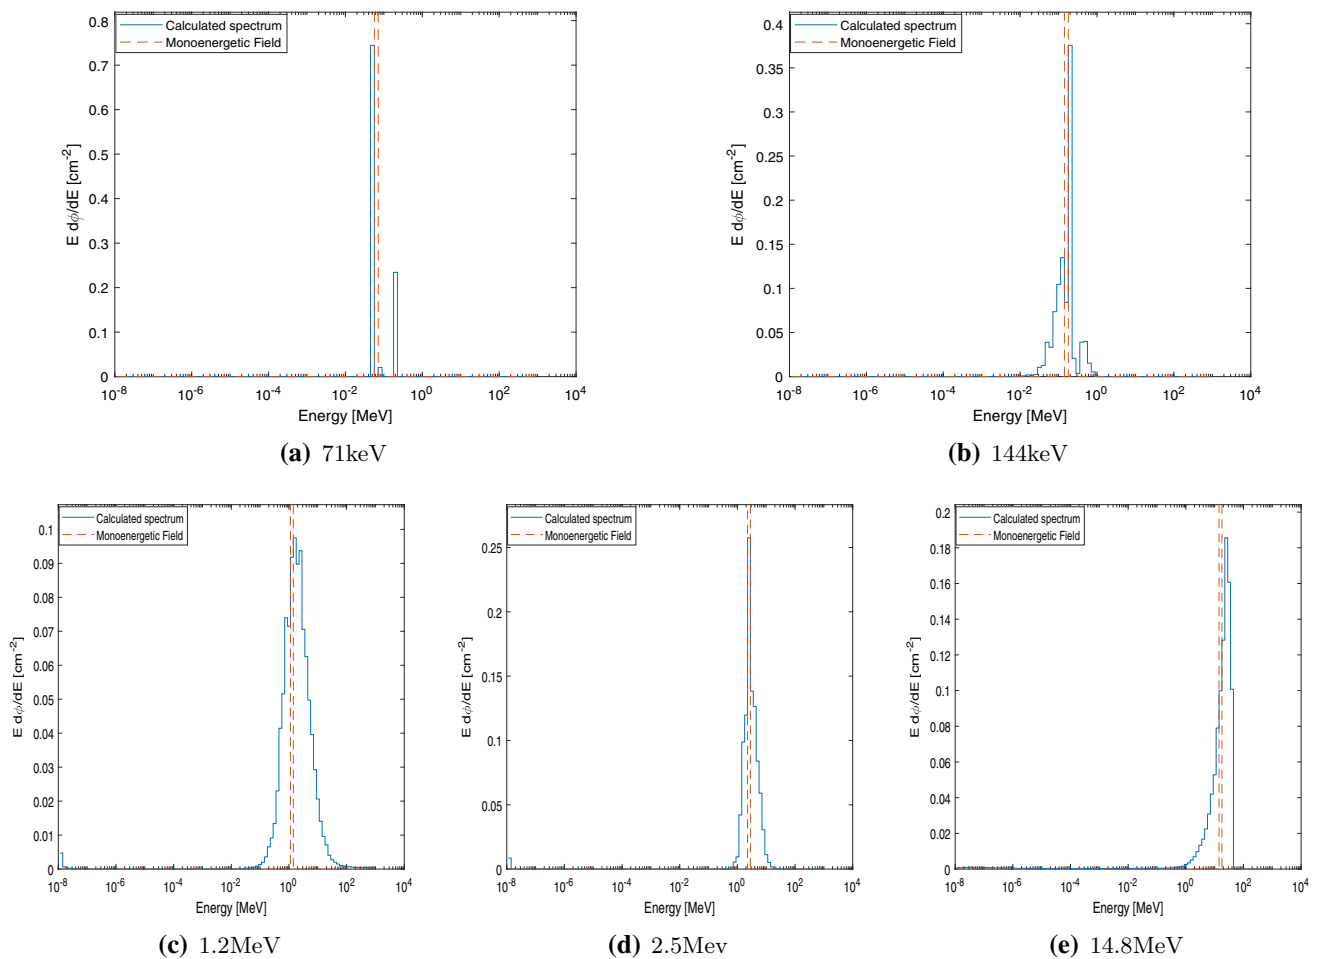 Calculated spectrum
Monoenergetic Field
E dϕ/dE [cm-2]
0.8
0.7
0.6
0.5
0.4
0.3
0.2
0.1
0
10-8 10-6 10-4 10-2 100 102 104
Energy [MeV]
(a) 71keV
Calculated spectrum
Monoenergetic Field
E dϕ/dE [cm-2]
0.4
0.35
0.3
0.25
0.2
0.15
0.1
0.05
0
10-8 10-6 10-4 10-2 100 102 104
Energy [MeV]
(b) 144keV
Calculated spectrum
Monoenergetic Field
E dϕ/dE [cm-2]
0.1
0.09
0.08
0.07
0.06
0.05
0.04
0.03
0.02
0.01
0
10-8 10-6 10-4 10-2 100 102 104
Energy [MeV]
(c) 1.2MeV
Calculated spectrum
Monoenergetic Field
E dϕ/dE [cm-2]
0.25
0.2
0.15
0.1
0.05
0
10-8 10-6 10-4 10-2 100 102 104
Energy [MeV]
(d) 2.5Mev
Calculated spectrum
Monoenergetic Field
E dϕ/dE [cm-2]
0.2
0.18
0.16
0.14
0.12
0.1
0.08
0.06
0.04
0.02
0
10-8 10-6 10-4 10-2 100 102 104
Energy [MeV]
(e) 14.8MeV